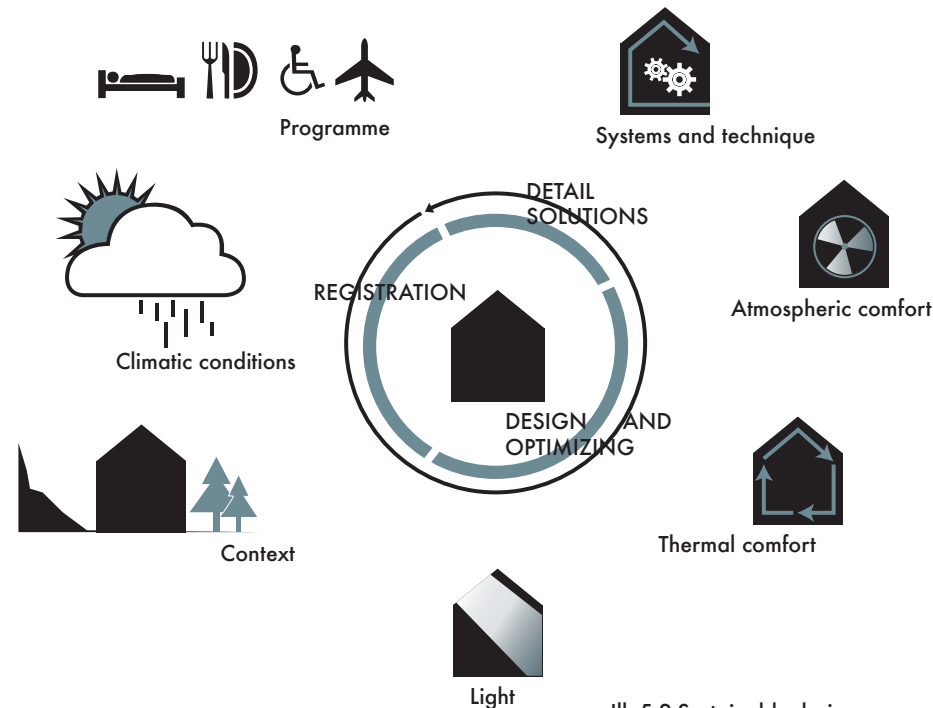 Programme
Systems and technique
DETAIL
SOLUTIONS
REGISTRATION
Atmospheric comfort
Climatic conditions
DESIGN AND
OPTIMIZING
Thermal comfort
Context
Light